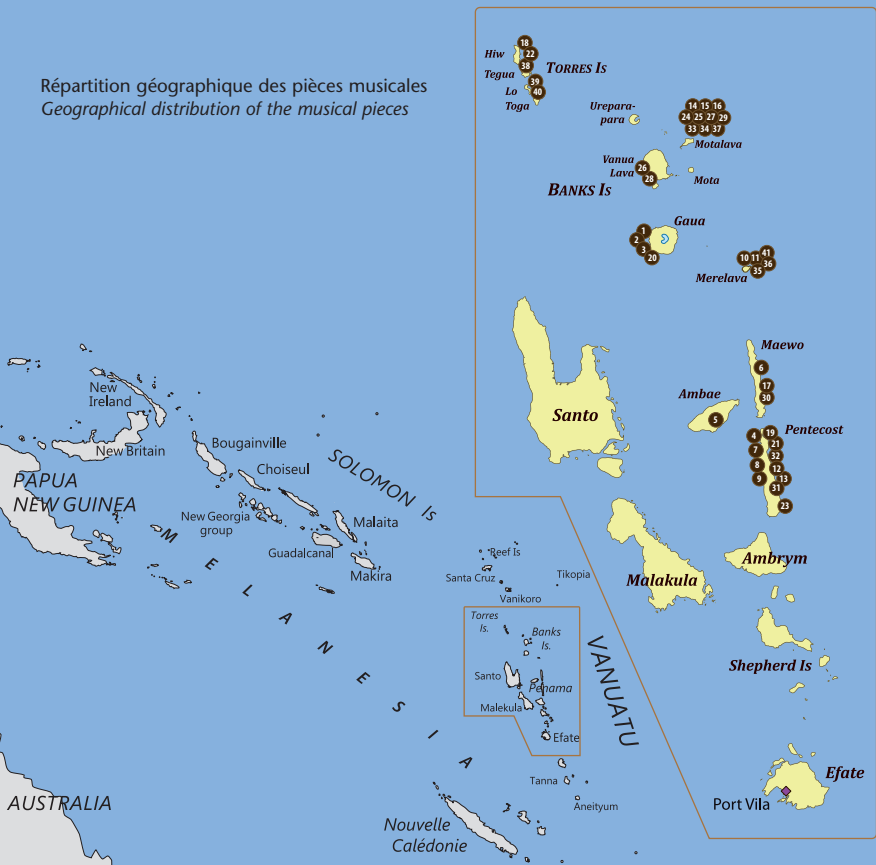 Répartition géographique des pièces musicales
Geographical distribution of the musical pieces
18
22
38
Hiw
Tegua
TORRES IS
39
40
Lo
Toga
Urepara-
para
14 15 16
24 25 27 29
33 34 37
Motalava
Vanua
Lava
26
28
Mota
BANKS IS
Gaua
1
2
3
20
10 11 41
36
35
Merelava
Maewo
6
17
30
Ambae
5
Santo
Pentecost
4 19
21
7
32
8
12
9
13
31
23
Ambrym
Malakula
Shepherd Is
Efate
Port Vila
New
Ireland
New Britain
Bougainville
Choiseul
SOLOMON Is
PAPUA
NEW GUINEA
New Georgia
group
Malaita
Guadalcanal
Makira
MELANESIA
Reef Is
Santa Cruz
Tikopia
Vanikoro
Torres
Is.
Banks
Is.
Santo
Penama
Malekula
Efate
VANUATU
Tanna
Aneityum
AUSTRALIA
Nouvelle
Calédonie